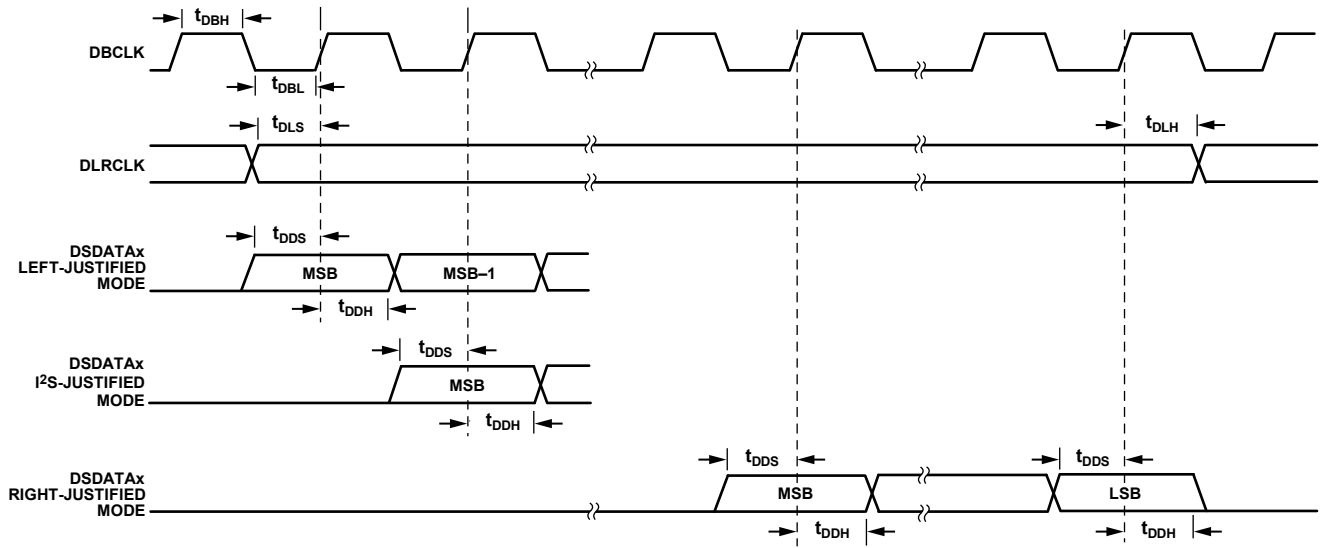 tDBH
DBCLK
tDBL
tDLS
tDLH
DLRCLK
tDDS
DSDATAx
LEFT-JUSTIFIED
MODE
MSB
MSB–1
tDDH
tDDS
DSDATAx
I²S-JUSTIFIED
MODE
MSB
tDDH
tDDS
tDDS
DSDATAx
RIGHT-JUSTIFIED
MODE
MSB
LSB
tDDH
tDDH